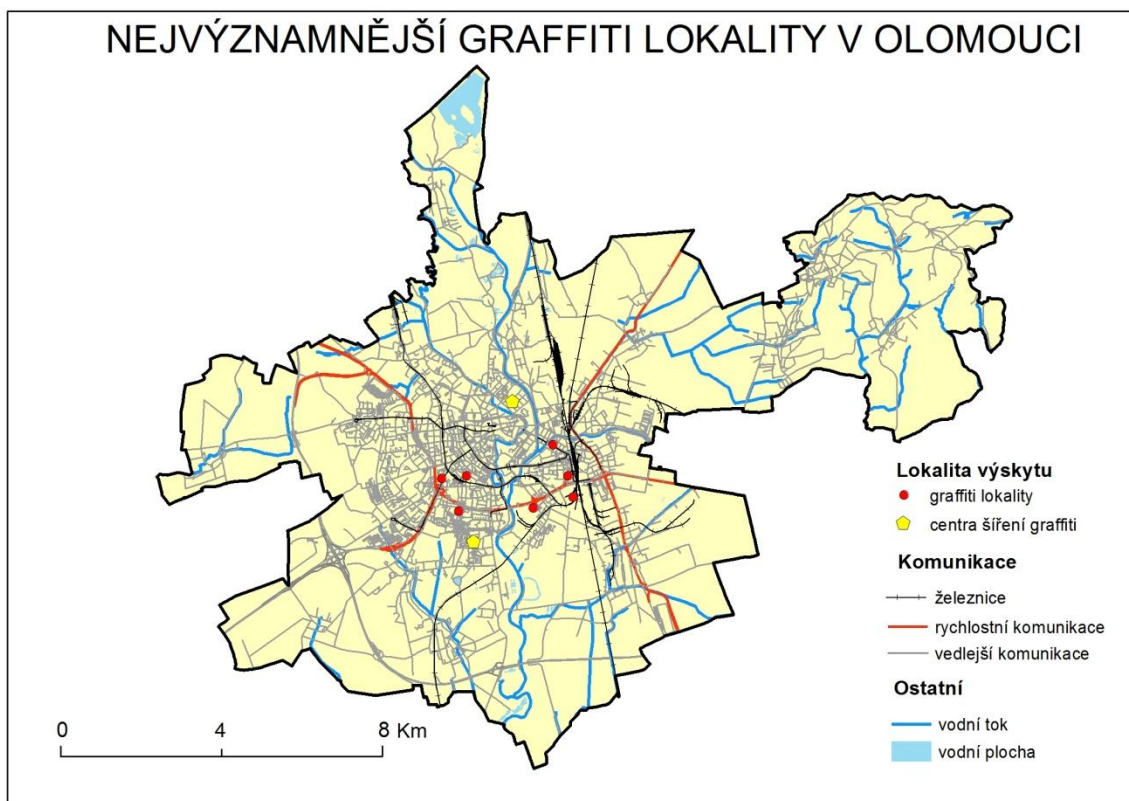 NEJVÝZNAMNĚJŠÍ GRAFFITI LOKALITY V OLOMOUCI
Lokalita výskytu
graffiti lokality
centra šíření graffiti
Komunikace
železnice
rychlostní komunikace
vedlejší komunikace
Ostatní
vodní tok
vodní plocha
0 4 8 Km